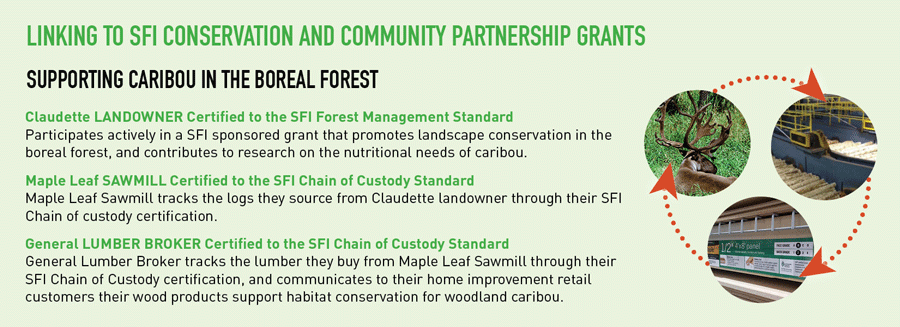 LINKING TO SFI CONSERVATION AND COMMUNITY PARTNERSHIP GRANTS
SUPPORTING CARIBOU IN THE BOREAL FOREST
Claudette LANDOWNER Certified to the SFI Forest Management Standard
Participates actively in a SFI sponsored grant that promotes landscape conservation in the
boreal forest, and contributes to research on the nutritional needs of caribou.
Maple Leaf SAWMILL Certified to the SFI Chain of Custody Standard
Maple Leaf Sawmill tracks the logs they source from Claudette landowner through their SFI
Chain of custody certification.
General LUMBER BROKER Certified to the SFI Chain of Custody Standard
General Lumber Broker tracks the lumber they buy from Maple Leaf Sawmill through their
SFI Chain of Custody certification, and communicates to their home improvement retail
customers their wood products support habitat conservation for woodland caribou.
1/2" 4'x8' panel